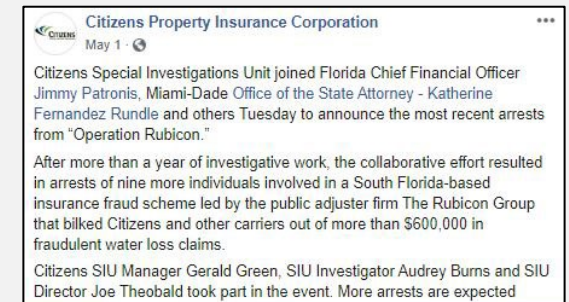 CITIZENS
Citizens Property Insurance Corporation
May 1 ·
Citizens Special Investigations Unit joined Florida Chief Financial Officer
Jimmy Patronis, Miami-Dade Office of the State Attorney - Katherine
Fernandez Rundle and others Tuesday to announce the most recent arrests
from “Operation Rubicon.”
After more than a year of investigative work, the collaborative effort resulted
in arrests of nine more individuals involved in a South Florida-based
insurance fraud scheme led by the public adjuster firm The Rubicon Group
that bilked Citizens and other carriers out of more than $600,000 in
fraudulent water loss claims.
Citizens SIU Manager Gerald Green, SIU Investigator Audrey Burns and SIU
Director Joe Theobald took part in the event. More arrests are expected